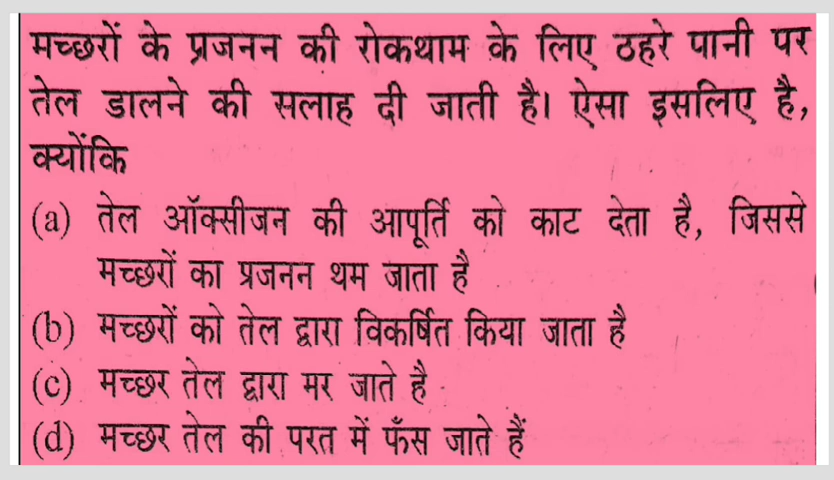 मच्छरों के प्रजनन की रोकथाम के लिए ठहरे पानी पर
तेल डालने की सलाह दी जाती है। ऐसा इसलिए है,
क्योंकि
(a) तेल ऑक्सीजन की आपूर्ति को काट देता है, जिससे
मच्छरों का प्रजनन थम जाता है
(b) मच्छरों को तेल द्वारा विकर्षित किया जाता है
(c) मच्छर तेल द्वारा मर जाते है
(d) मच्छर तेल की परत में फँस जाते हैं